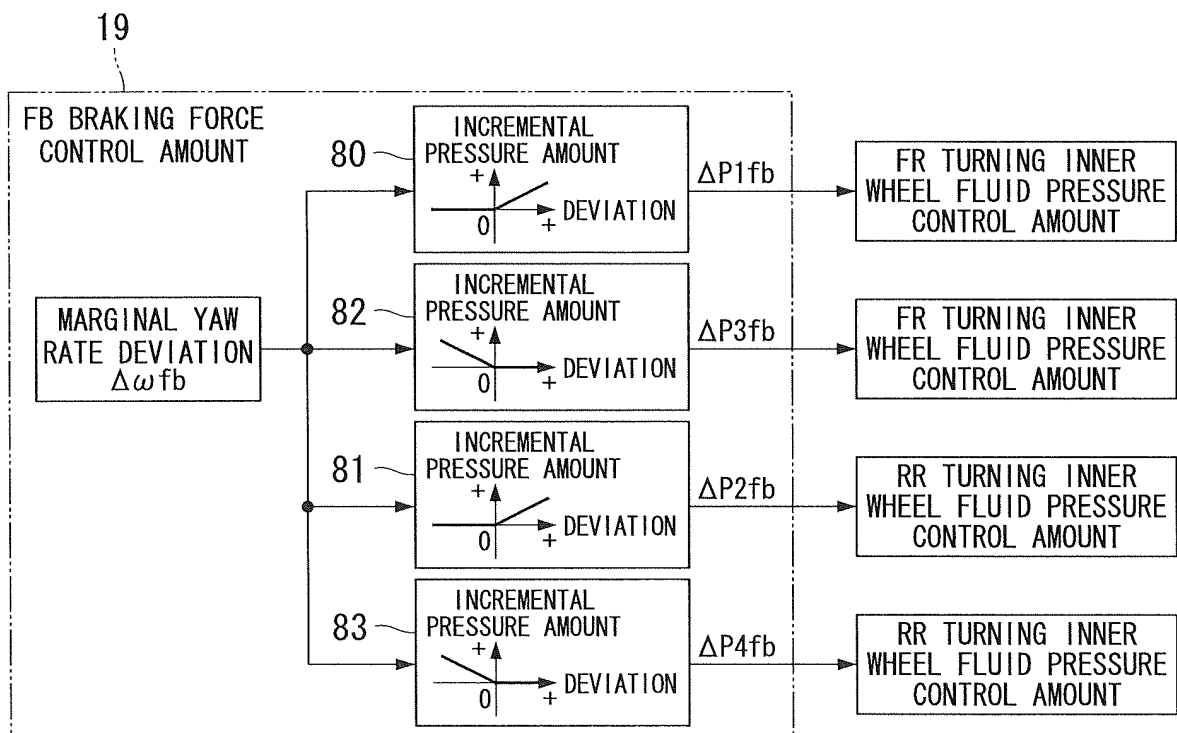 19
FB BRAKING FORCE
CONTROL AMOUNT
MARGINAL YAW
RATE DEVIATION
Δωfb
80
INCREMENTAL
PRESSURE AMOUNT
+
0
+
DEVIATION
ΔP1fb
FR TURNING INNER
WHEEL FLUID PRESSURE
CONTROL AMOUNT
82
INCREMENTAL
PRESSURE AMOUNT
+
0
+
DEVIATION
ΔP3fb
FR TURNING INNER
WHEEL FLUID PRESSURE
CONTROL AMOUNT
81
INCREMENTAL
PRESSURE AMOUNT
+
0
+
DEVIATION
ΔP2fb
RR TURNING INNER
WHEEL FLUID PRESSURE
CONTROL AMOUNT
83
INCREMENTAL
PRESSURE AMOUNT
+
0
+
DEVIATION
ΔP4fb
RR TURNING INNER
WHEEL FLUID PRESSURE
CONTROL AMOUNT